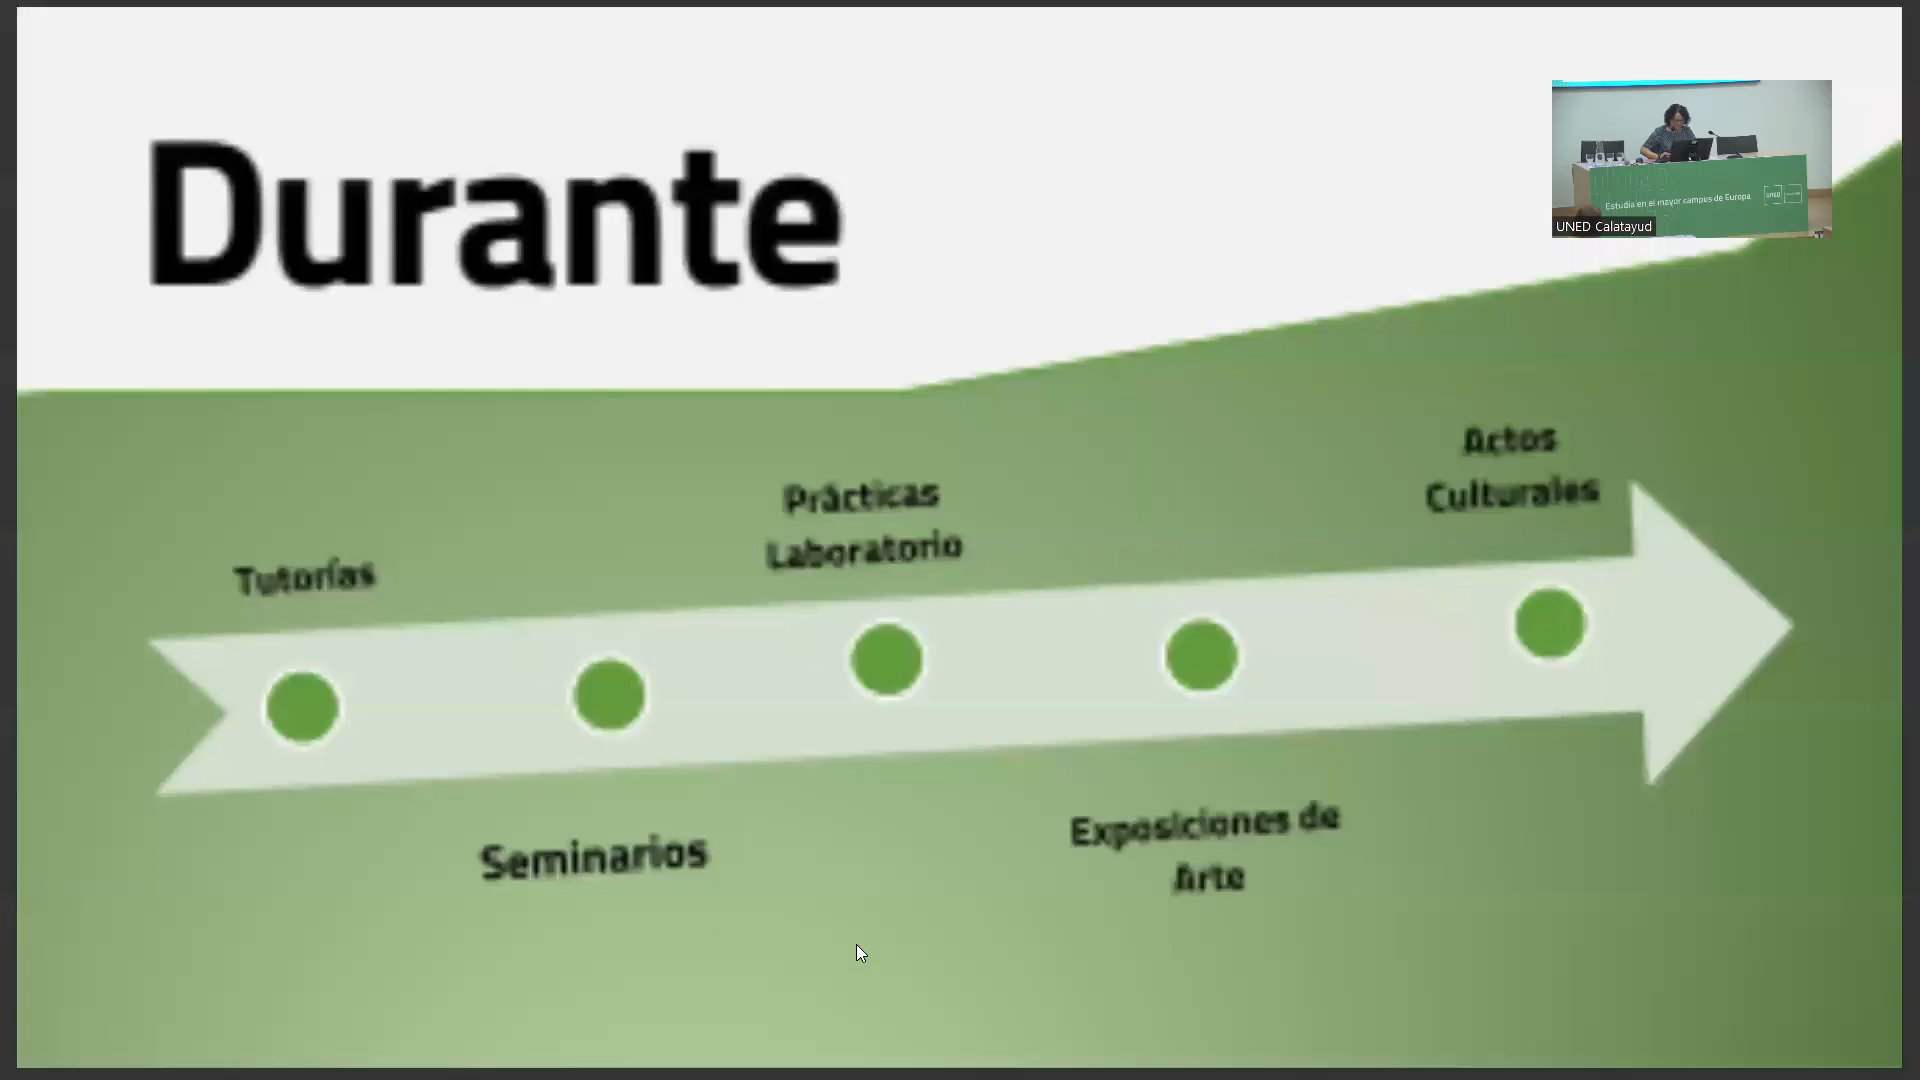 Durante
Estudia en el mayor campus de Europa
UNED
UNED Calatayud
Tutorías
Seminarios
Prácticas
Laboratorio
Exposiciones de
Arte
Actos
Culturales